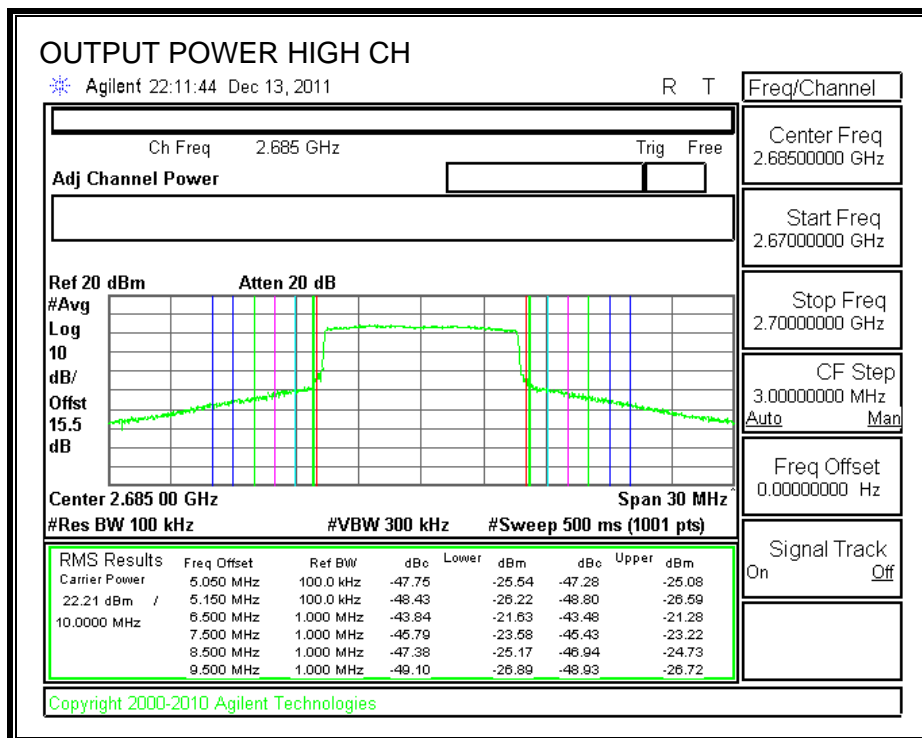 OUTPUT POWER HIGH CH
Agilent 22:11:44 Dec 13, 2011 R T
Freq/Channel
Ch Freq 2.685 GHz Trig Free
Adj Channel Power
Center Freq
2.68500000 GHz
Start Freq
2.67000000 GHz
Stop Freq
2.70000000 GHz
CF Step
3.00000000 MHz
Auto Man
Freq Offset
0.00000000 Hz
Signal Track
On Off
Ref 20 dBm Atten 20 dB
#Avg
Log
10
dB/
Offst
15.5
dB
Center 2.685 00 GHz Span 30 MHz^
#Res BW 100 kHz #VBW 300 kHz #Sweep 500 ms (1001 pts)
RMS Results Freq Offset Ref BW dBc Lower dBm dBc Upper dBm
Carrier Power 5.050 MHz 100.0 kHz -47.75 -25.54 -47.28 -25.08
22.21 dBm / 5.150 MHz 100.0 kHz -48.43 -26.22 -48.80 -26.59
10.0000 MHz 6.500 MHz 1.000 MHz -43.84 -21.63 -43.48 -21.28
7.500 MHz 1.000 MHz -45.79 -23.58 -45.43 -23.22
8.500 MHz 1.000 MHz -47.38 -25.17 -46.94 -24.73
9.500 MHz 1.000 MHz -49.10 -26.89 -48.93 -26.72
Copyright 2000-2010 Agilent Technologies